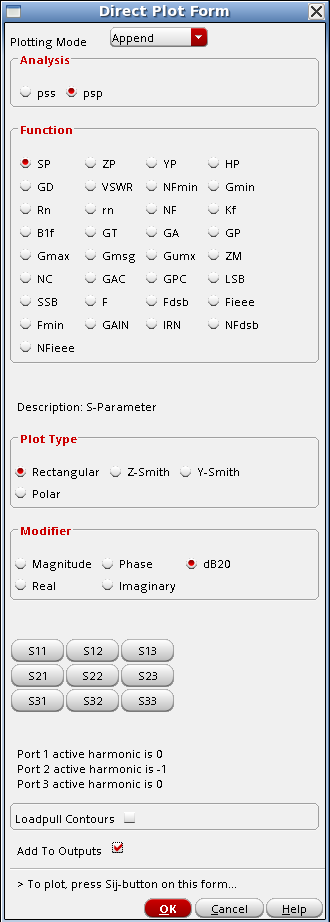 Direct Plot Form
Plotting Mode Append
Analysis
pss psp
Function
SP ZP YP HP
GD VSWR NFmin Gmin
Rn rn NF Kf
B1f GT GA GP
Gmax Gmsg Gumx ZM
NC GAC GPC LSB
SSB F Fdsb Fieee
Fmin GAIN IRN NFdsb
NFieee
Description: S-Parameter
Plot Type
Rectangular Z-Smith Y-Smith
Polar
Modifier
Magnitude Phase dB20
Real Imaginary
S11 S12 S13
S21 S22 S23
S31 S32 S33
Port 1 active harmonic is 0
Port 2 active harmonic is -1
Port 3 active harmonic is 0
Loadpull Contours
Add To Outputs
> To plot, press Sij-button on this form...
OK Cancel Help